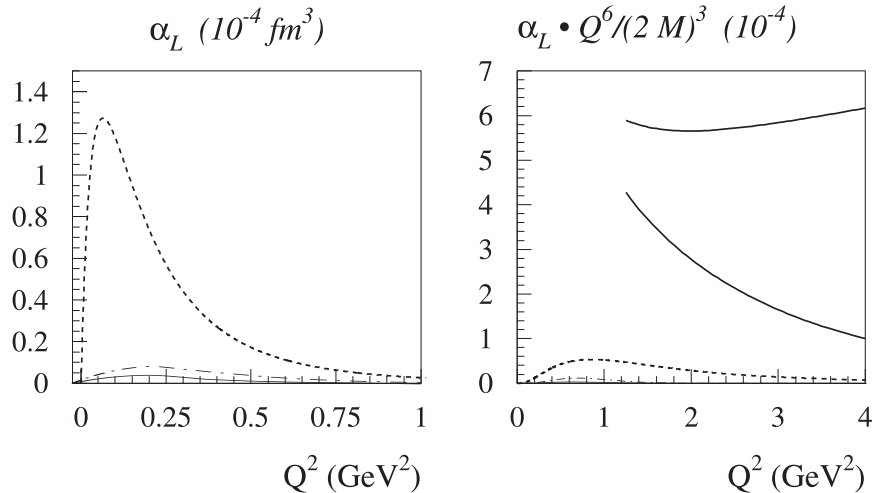 α_L (10^-4 fm^3)
1.4
1.2
1
0.8
0.6
0.4
0.2
0
0 0.25 0.5 0.75 1
Q^2 (GeV^2)
α_L • Q^6/(2 M)^3 (10^-4)
7
6
5
4
3
2
1
0
0 1 2 3 4
Q^2 (GeV^2)